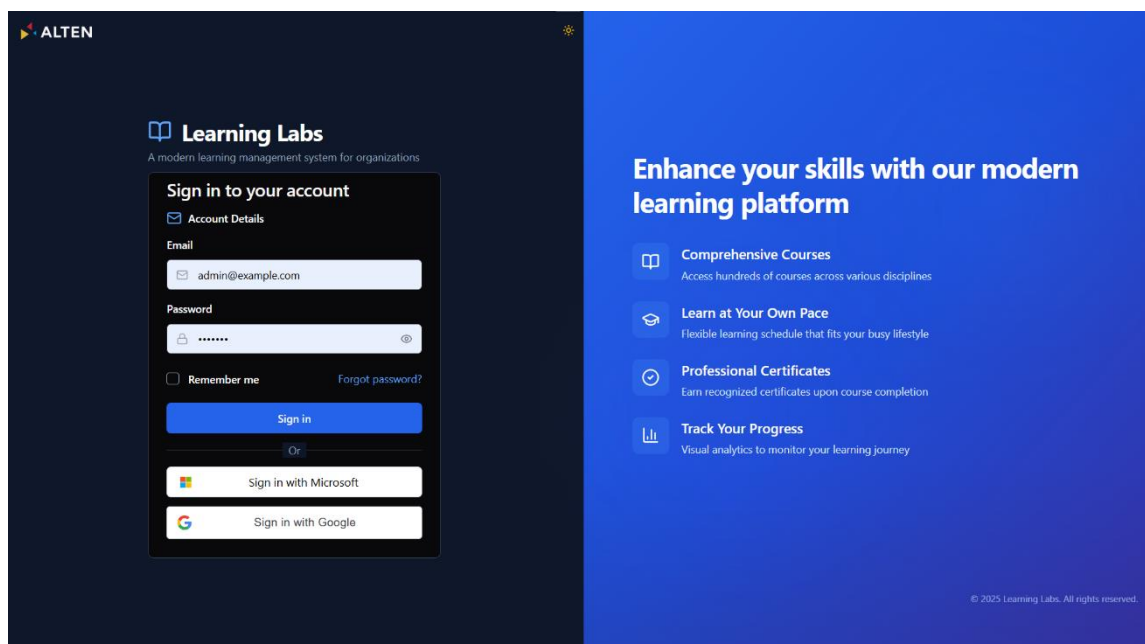 ALTEN
Learning Labs
A modern learning management system for organizations
Sign in to your account
Account Details
Email
admin@example.com
Password
•••••••
Remember me
Forgot password?
Sign in
Or
Sign in with Microsoft
Sign in with Google
Enhance your skills with our modern
learning platform
Comprehensive Courses
Access hundreds of courses across various disciplines
Learn at Your Own Pace
Flexible learning schedule that fits your busy lifestyle
Professional Certificates
Earn recognized certificates upon course completion
Track Your Progress
Visual analytics to monitor your learning journey
© 2025 Learning Labs. All rights reserved.